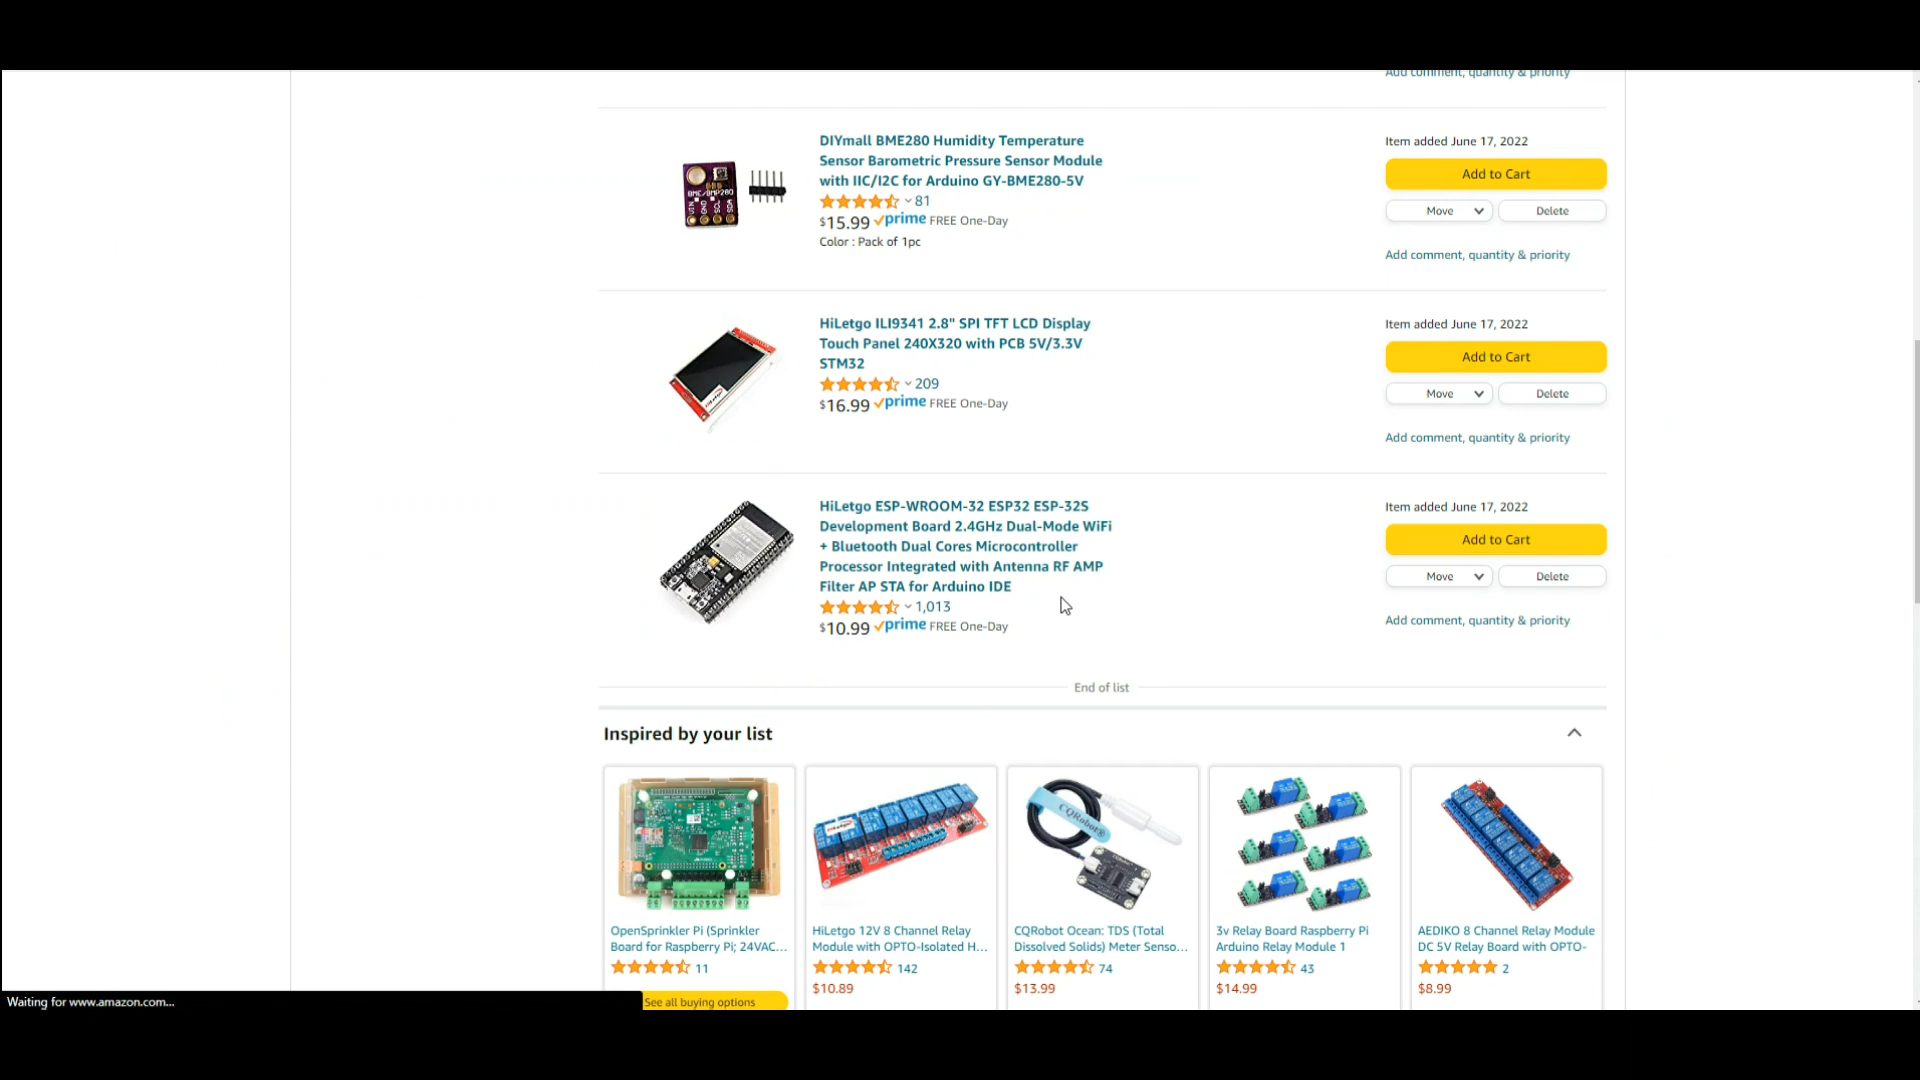 Add comment, quantity & priority
DIYmall BME280 Humidity Temperature
Sensor Barometric Pressure Sensor Module
with IIC/I2C for Arduino GY-BME280-5V
81
$15.99 prime FREE One-Day
Color : Pack of 1pc
Item added June 17, 2022
Add to Cart
Move Delete
Add comment, quantity & priority
BME/BMP280
VIN GND SCL SDA
HiLetgo ILI9341 2.8" SPI TFT LCD Display
Touch Panel 240X320 with PCB 5V/3.3V
STM32
209
$16.99 prime FREE One-Day
Item added June 17, 2022
Add to Cart
Move Delete
Add comment, quantity & priority
HiLetgo ESP-WROOM-32 ESP32 ESP-32S
Development Board 2.4GHz Dual-Mode WiFi
+ Bluetooth Dual Cores Microcontroller
Processor Integrated with Antenna RF AMP
Filter AP STA for Arduino IDE
1,013
$10.99 prime FREE One-Day
Item added June 17, 2022
Add to Cart
Move Delete
Add comment, quantity & priority
End of list
Inspired by your list
HiLetgo
CQRobot
OpenSprinkler Pi (Sprinkler
Board for Raspberry Pi; 24VAC...
11
See all buying options
HiLetgo 12V 8 Channel Relay
Module with OPTO-Isolated H...
142
$10.89
CQRobot Ocean: TDS (Total
Dissolved Solids) Meter Senso...
74
$13.99
3v Relay Board Raspberry Pi
Arduino Relay Module 1
43
$14.99
AEDIKO 8 Channel Relay Module
DC 5V Relay Board with OPTO-
2
$8.99
Waiting for www.amazon.com...